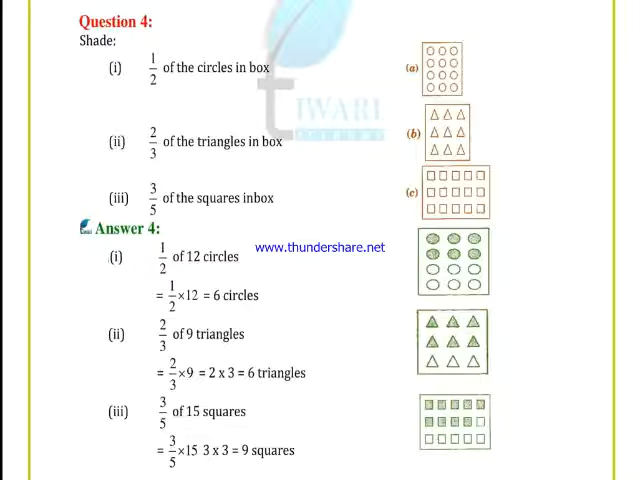 Question 4:
Shade:
(i) 1/2 of the circles in box (a)
(ii) 2/3 of the triangles in box (b)
(iii) 3/5 of the squares inbox (c)
Answer 4:
(i) 1/2 of 12 circles
www.thundershare.net
= 1/2 ×12 = 6 circles
(ii) 2/3 of 9 triangles
= 2/3 ×9 = 2 x 3 = 6 triangles
(iii) 3/5 of 15 squares
= 3/5 ×15 3 x 3 = 9 squares
TIWARI
ACADEMY